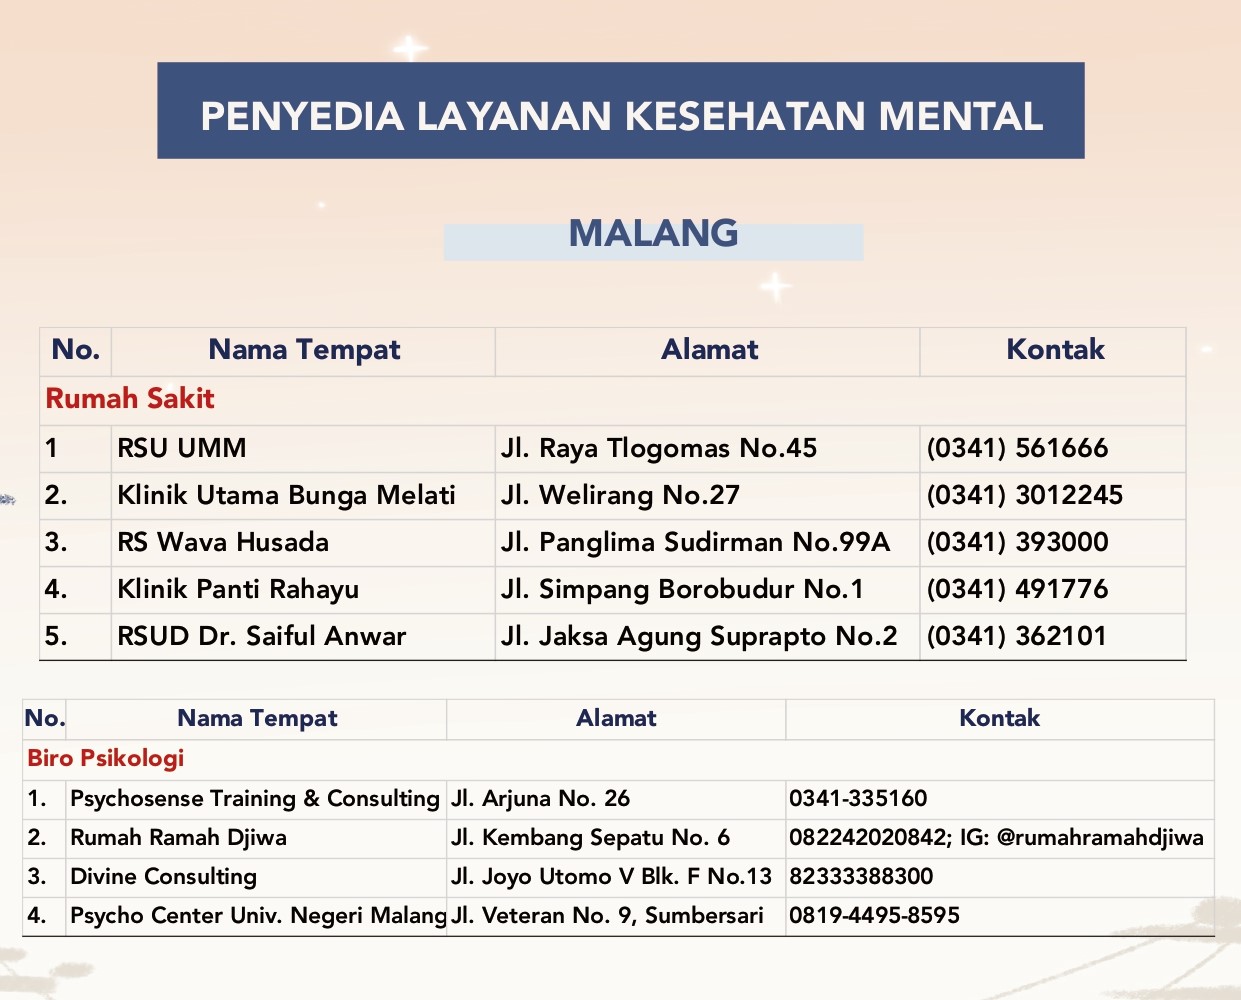 PENYEDIA LAYANAN KESEHATAN MENTAL
MALANG
No. Nama Tempat Alamat Kontak
Rumah Sakit
1 RSU UMM Jl. Raya Tlogomas No.45 (0341) 561666
2. Klinik Utama Bunga Melati Jl. Welirang No.27 (0341) 3012245
3. RS Wava Husada Jl. Panglima Sudirman No.99A (0341) 393000
4. Klinik Panti Rahayu Jl. Simpang Borobudur No.1 (0341) 491776
5. RSUD Dr. Saiful Anwar Jl. Jaksa Agung Suprapto No.2 (0341) 362101
No. Nama Tempat Alamat Kontak
Biro Psikologi
1. Psychosense Training & Consulting Jl. Arjuna No. 26 0341-335160
2. Rumah Ramah Djiwa Jl. Kembang Sepatu No. 6 082242020842; IG: @rumahramahdjiwa
3. Divine Consulting Jl. Joyo Utomo V Blk. F No.13 82333388300
4. Psycho Center Univ. Negeri Malang Jl. Veteran No. 9, Sumbersari 0819-4495-8595